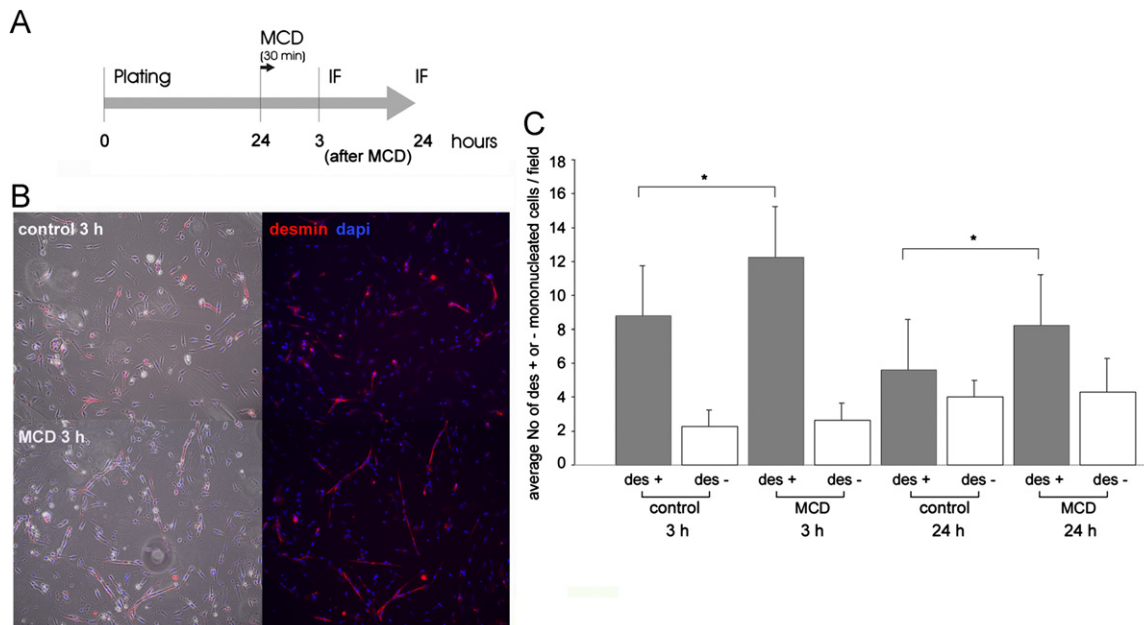 A
MCD
(30 min)
Plating
IF
IF
0
24
3
24
hours
(after MCD)
B
control 3 h
desmin dapi
MCD 3 h
C
average No of des + or - mononucleated cells / field
18
16
14
12
10
8
6
4
2
0
*
*
des +
des -
des +
des -
des +
des -
des +
des -
control
MCD
control
MCD
3 h
3 h
24 h
24 h